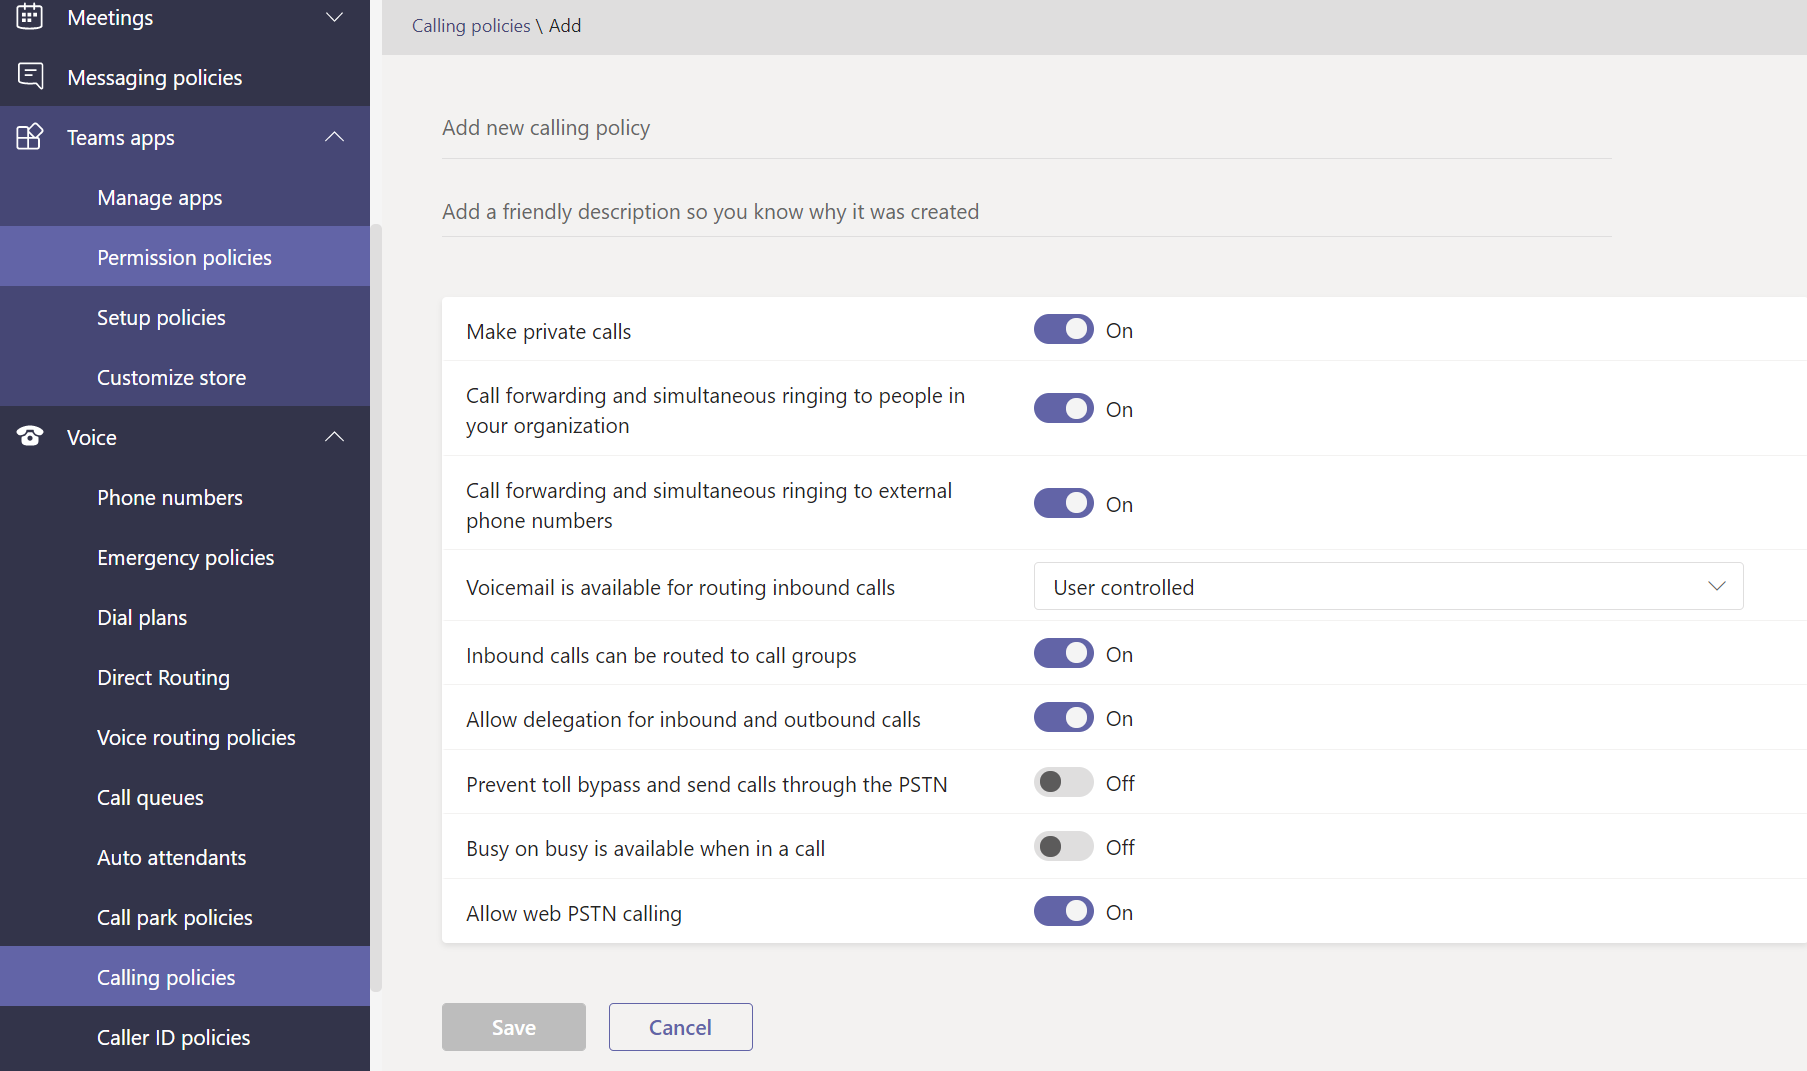 Meetings
Messaging policies
Teams apps
Manage apps
Permission policies
Setup policies
Customize store
Voice
Phone numbers
Emergency policies
Dial plans
Direct Routing
Voice routing policies
Call queues
Auto attendants
Call park policies
Calling policies
Caller ID policies
Calling policies \ Add
Add new calling policy
Add a friendly description so you know why it was created
Make private calls
On
Call forwarding and simultaneous ringing to people in
your organization
On
Call forwarding and simultaneous ringing to external
phone numbers
On
Voicemail is available for routing inbound calls
User controlled
Inbound calls can be routed to call groups
On
Allow delegation for inbound and outbound calls
On
Prevent toll bypass and send calls through the PSTN
Off
Busy on busy is available when in a call
Off
Allow web PSTN calling
On
Save
Cancel